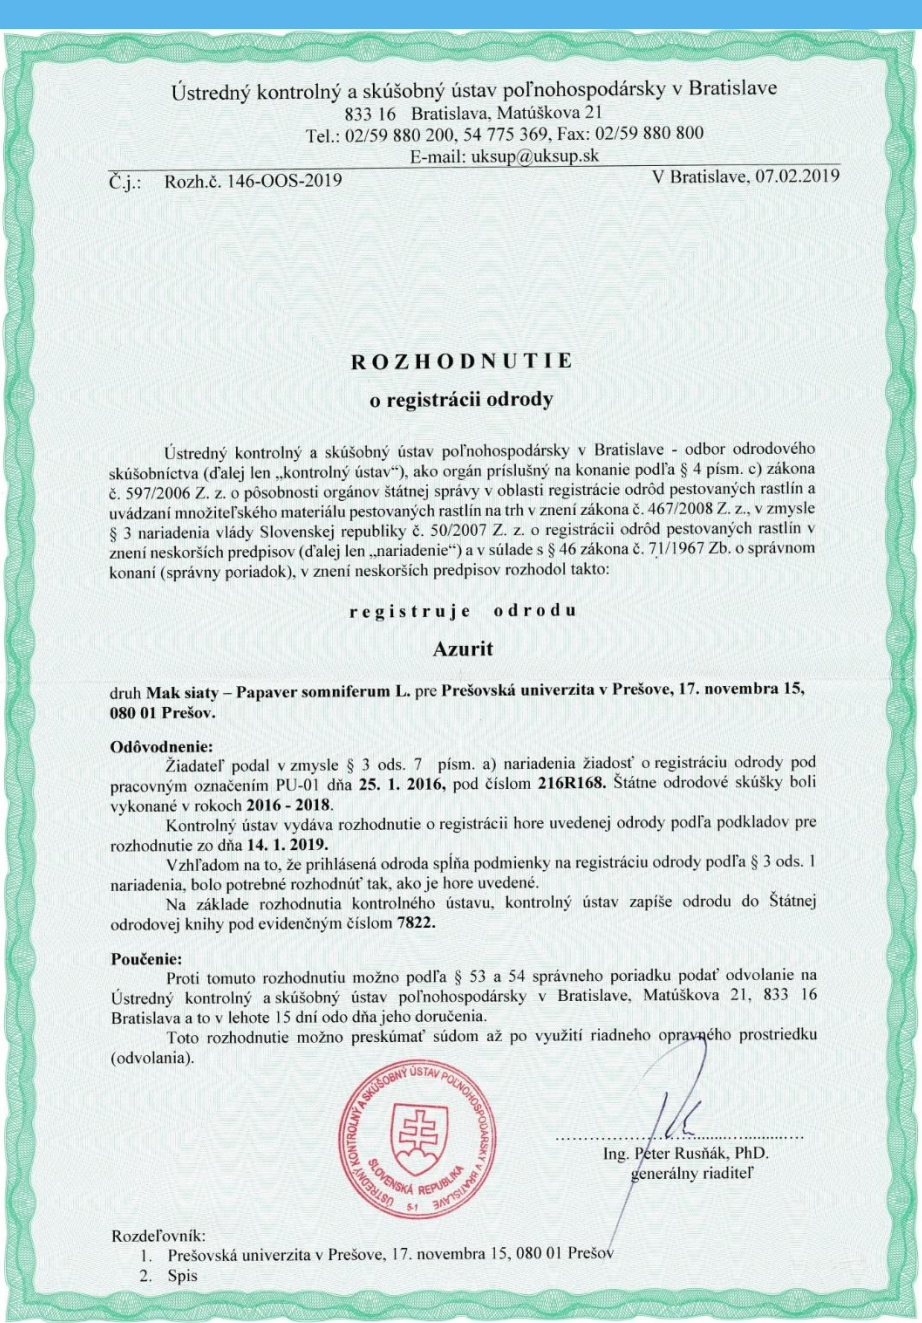 Ústredný kontrolný a skúšobný ústav poľnohospodársky v Bratislave
833 16 Bratislava, Matúškova 21
Tel.: 02/59 880 200, 54 775 369, Fax: 02/59 880 800
E-mail: uksup@uksup.sk
Č.j.: Rozh.č. 146-OOS-2019 V Bratislave, 07.02.2019
R O Z H O D N U T I E
o registrácii odrody
Ústredný kontrolný a skúšobný ústav poľnohospodársky v Bratislave - odbor odrodového
skúšobníctva (ďalej len „kontrolný ústav“), ako orgán príslušný na konanie podľa § 4 písm. c) zákona
č. 597/2006 Z. z. o pôsobnosti orgánov štátnej správy v oblasti registrácie odrôd pestovaných rastlín a
uvádzaní množiteľského materiálu pestovaných rastlín na trh v znení zákona č. 467/2008 Z. z., v zmysle
§ 3 nariadenia vlády Slovenskej republiky č. 50/2007 Z. z. o registrácii odrôd pestovaných rastlín v
znení neskorších predpisov (ďalej len „nariadenie“) a v súlade s § 46 zákona č. 71/1967 Zb. o správnom
konaní (správny poriadok), v znení neskorších predpisov rozhodol takto:
r e g i s t r u j e o d r o d u
Azurit
druh Mak siaty – Papaver somniferum L. pre Prešovská univerzita v Prešove, 17. novembra 15,
080 01 Prešov.
Odôvodnenie:
Žiadateľ podal v zmysle § 3 ods. 7 písm. a) nariadenia žiadosť o registráciu odrody pod
pracovným označením PU-01 dňa 25. 1. 2016, pod číslom 216R168. Štátne odrodové skúšky boli
vykonané v rokoch 2016 - 2018.
Kontrolný ústav vydáva rozhodnutie o registrácii hore uvedenej odrody podľa podkladov pre
rozhodnutie zo dňa 14. 1. 2019.
Vzhľadom na to, že prihlásená odroda spĺňa podmienky na registráciu odrody podľa § 3 ods. 1
nariadenia, bolo potrebné rozhodnúť tak, ako je hore uvedené.
Na základe rozhodnutia kontrolného ústavu, kontrolný ústav zapíše odrodu do Štátnej
odrodovej knihy pod evidenčným číslom 7822.
Poučenie:
Proti tomuto rozhodnutiu možno podľa § 53 a 54 správneho poriadku podať odvolanie na
Ústredný kontrolný a skúšobný ústav poľnohospodársky v Bratislave, Matúškova 21, 833 16
Bratislava a to v lehote 15 dní odo dňa jeho doručenia.
Toto rozhodnutie možno preskúmať súdom až po využití riadneho opravného prostriedku
(odvolania).
ÚSTREDNÝ KONTROLNÝ A SKÚŠOBNÝ ÚSTAV POĽNOHOSPODÁRSKY V BRATISLAVE
SLOVENSKÁ REPUBLIKA
5-1
Ing. Peter Rusňák, PhD.
generálny riaditeľ
Rozdeľovník:
1. Prešovská univerzita v Prešove, 17. novembra 15, 080 01 Prešov
2. Spis